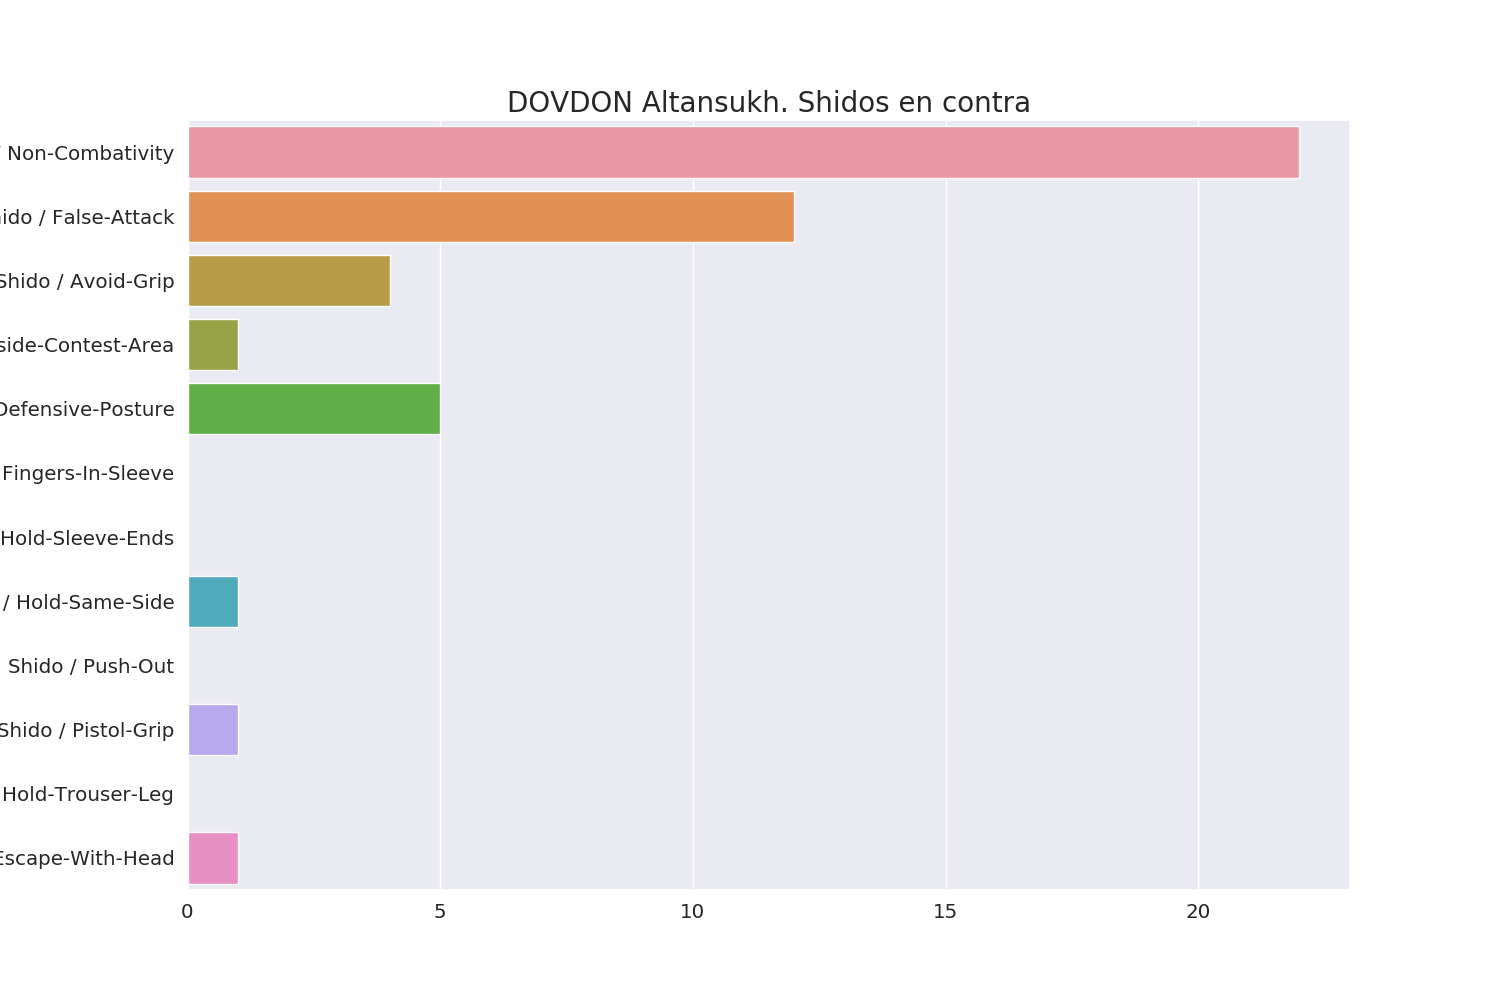 DOVDON Altansukh. Shidos en contra
/ Non-Combativity
/ False-Attack
Shido / Avoid-Grip
-Contest-Area
Defensive-Posture
Fingers-In-Sleeve
Hold-Sleeve-Ends
/ Hold-Same-Side
Shido / Push-Out
Shido / Pistol-Grip
Hold-Trouser-Leg
Escape-With-Head
0 5 10 15 20